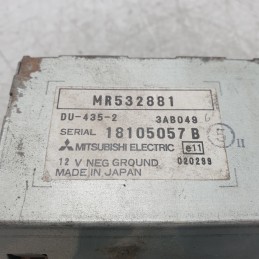 MR532881
DU-435-2 3AB049
SERIAL 18105057 B
MITSUBISHI ELECTRIC e11
12 V NEG GROUND 020299
MADE IN JAPAN